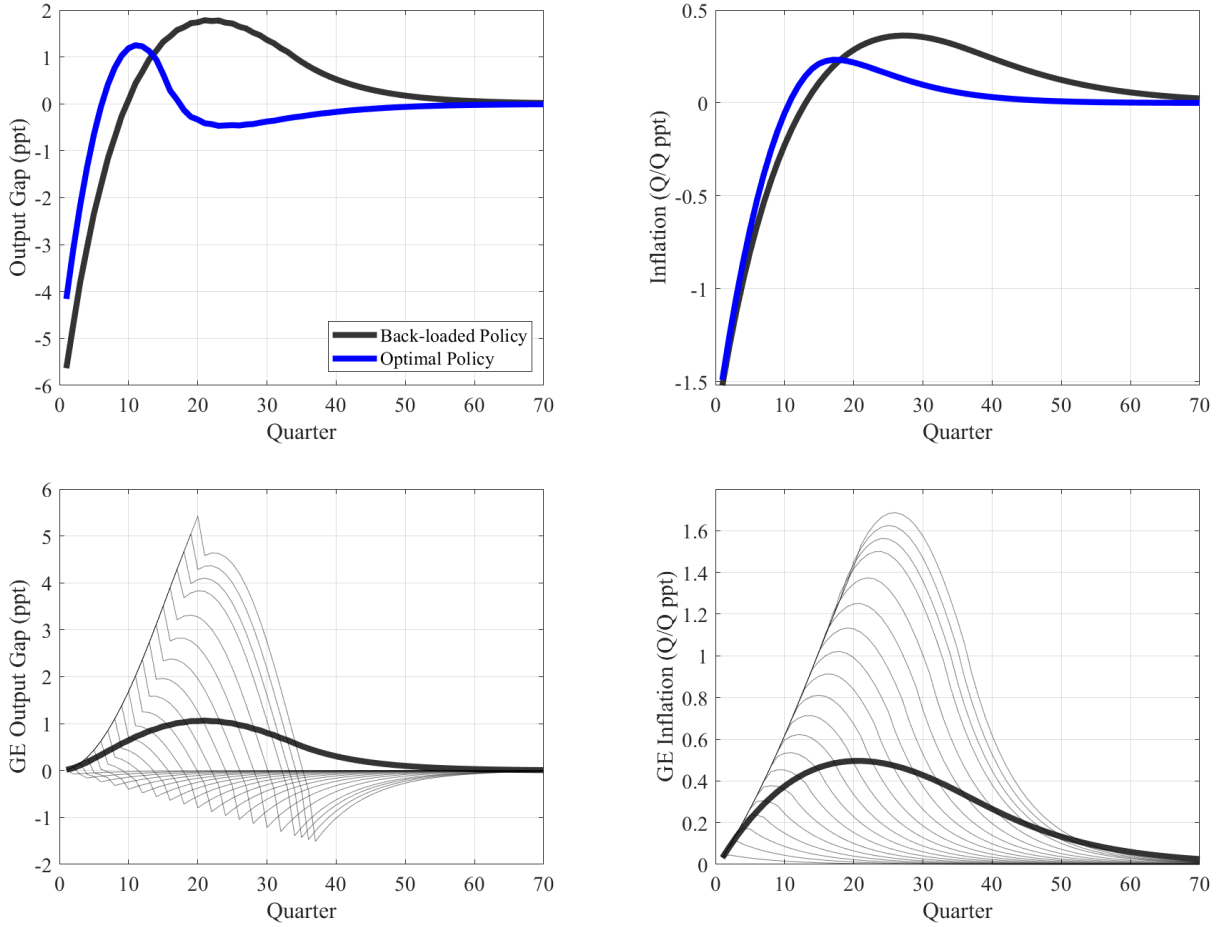 2
1
0
-1
-2
-3
-4
-5
-6
Output Gap (ppt)
0 10 20 30 40 50 60 70
Quarter
Back-loaded Policy
Optimal Policy
0.5
0
-0.5
-1
-1.5
Inflation (Q/Q ppt)
0 10 20 30 40 50 60 70
Quarter
6
5
4
3
2
1
0
-1
-2
GE Output Gap (ppt)
0 10 20 30 40 50 60 70
Quarter
1.6
1.4
1.2
1
0.8
0.6
0.4
0.2
0
GE Inflation (Q/Q ppt)
0 10 20 30 40 50 60 70
Quarter